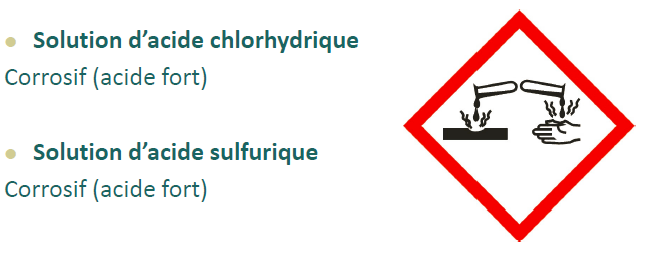 Solution d’acide chlorhydrique
Corrosif (acide fort)
Solution d’acide sulfurique
Corrosif (acide fort)